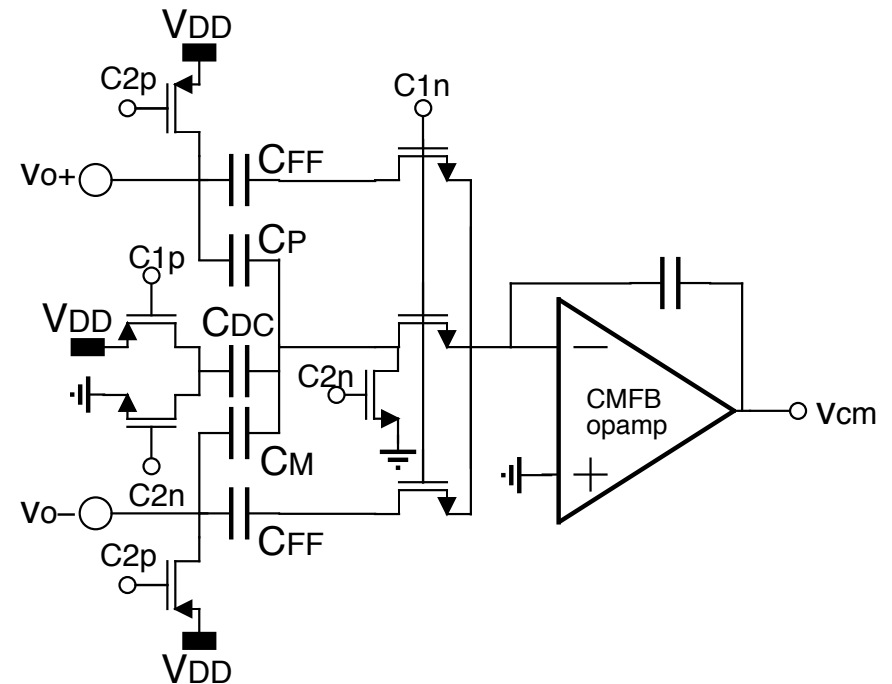 VDD
C2p
C1n
CFF
vo+
CP
C1p
VDD
CDC
C2n
CMFB
opamp
vcm
CM
C2n
vo–
CFF
C2p
VDD